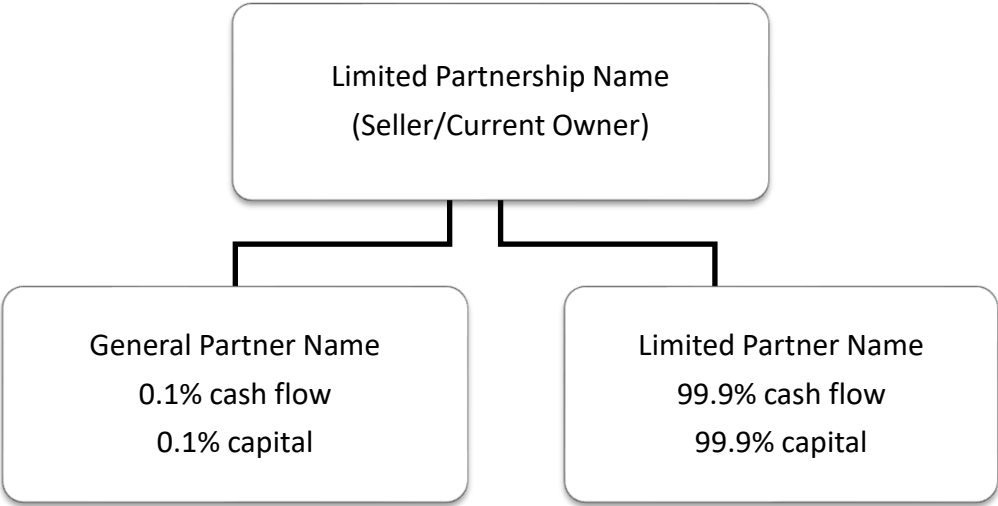 Limited Partnership Name
(Seller/Current Owner)
General Partner Name
0.1% cash flow
0.1% capital
Limited Partner Name
99.9% cash flow
99.9% capital